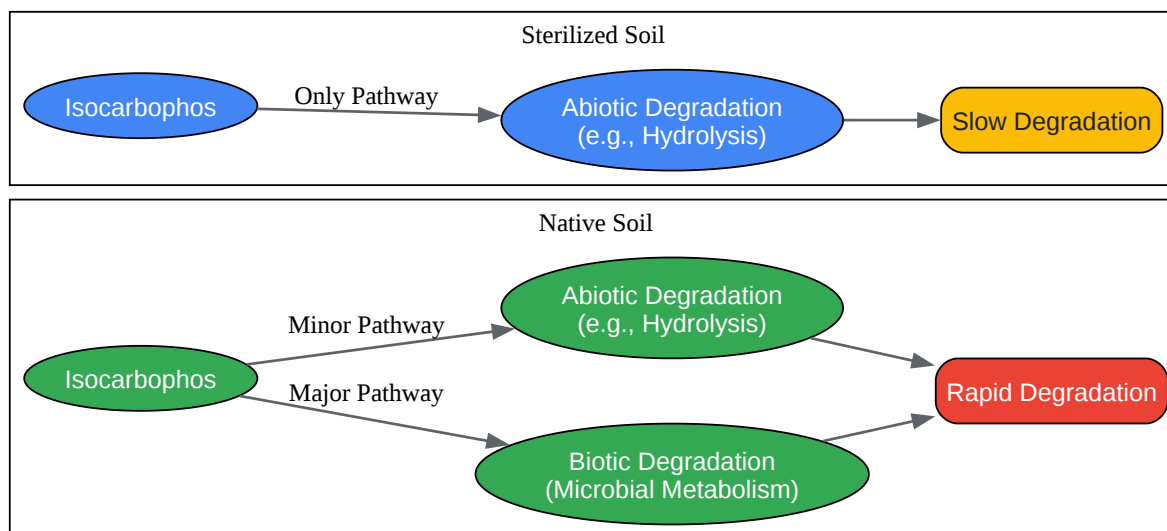 Sterilized Soil
Isocarbophos
Only Pathway
Abiotic Degradation
(e.g., Hydrolysis)
Slow Degradation
Native Soil
Isocarbophos
Minor Pathway
Abiotic Degradation
(e.g., Hydrolysis)
Major Pathway
Biotic Degradation
(Microbial Metabolism)
Rapid Degradation